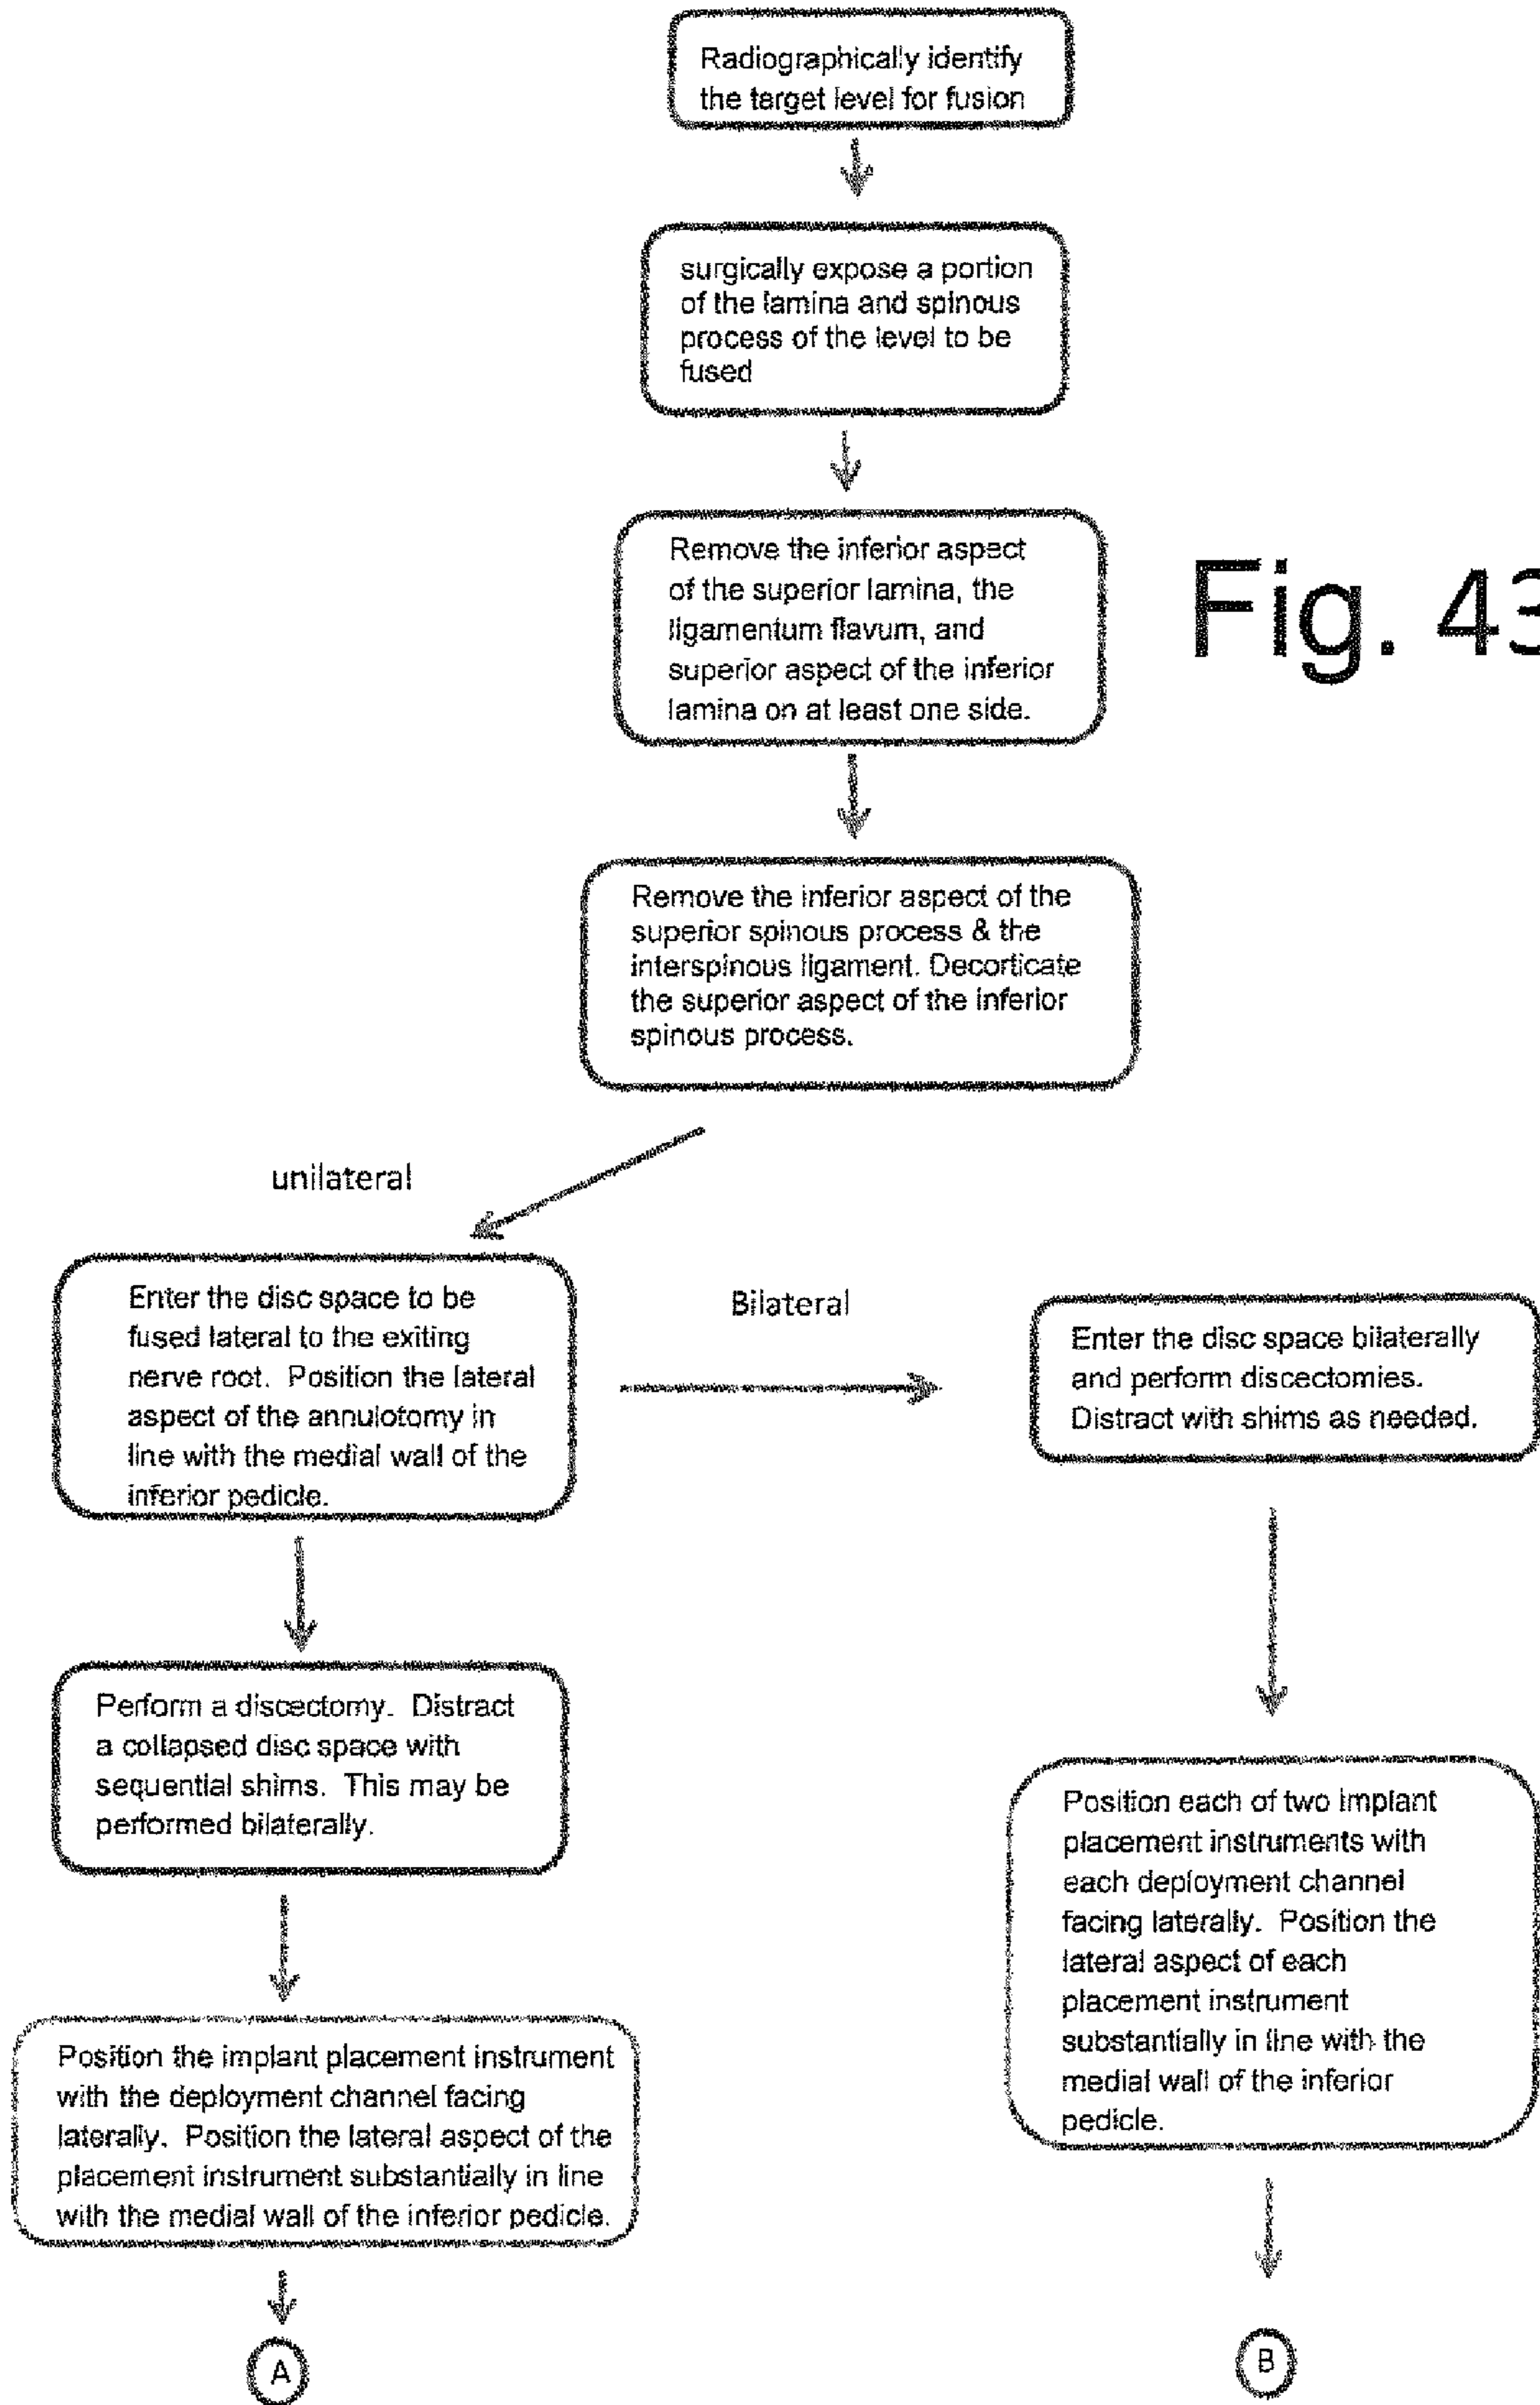 Radiographically identify
the target level for fusion
surgically expose a portion
of the lamina and spinous
process of the level to be
fused
Remove the inferior aspect
of the superior lamina, the
ligamentum flavum, and
superior aspect of the inferior
lamina on at least one side.
Fig. 43
Remove the inferior aspect of the
superior spinous process & the
interspinous ligament. Decorticate
the superior aspect of the inferior
spinous process.
unilateral
Enter the disc space to be
fused lateral to the exiting
nerve root. Position the lateral
aspect of the annulotomy in
line with the medial wall of the
inferior pedicle.
Bilateral
Enter the disc space bilaterally
and perform discectomies.
Distract with shims as needed.
Perform a discectomy. Distract
a collapsed disc space with
sequential shims. This may be
performed bilaterally.
Position each of two implant
placement instruments with
each deployment channel
facing laterally. Position the
lateral aspect of each
placement instrument
substantially in line with the
medial wall of the inferior
pedicle.
Position the implant placement instrument
with the deployment channel facing
laterally. Position the lateral aspect of the
placement instrument substantially in line
with the medial wall of the inferior pedicle.
A
B